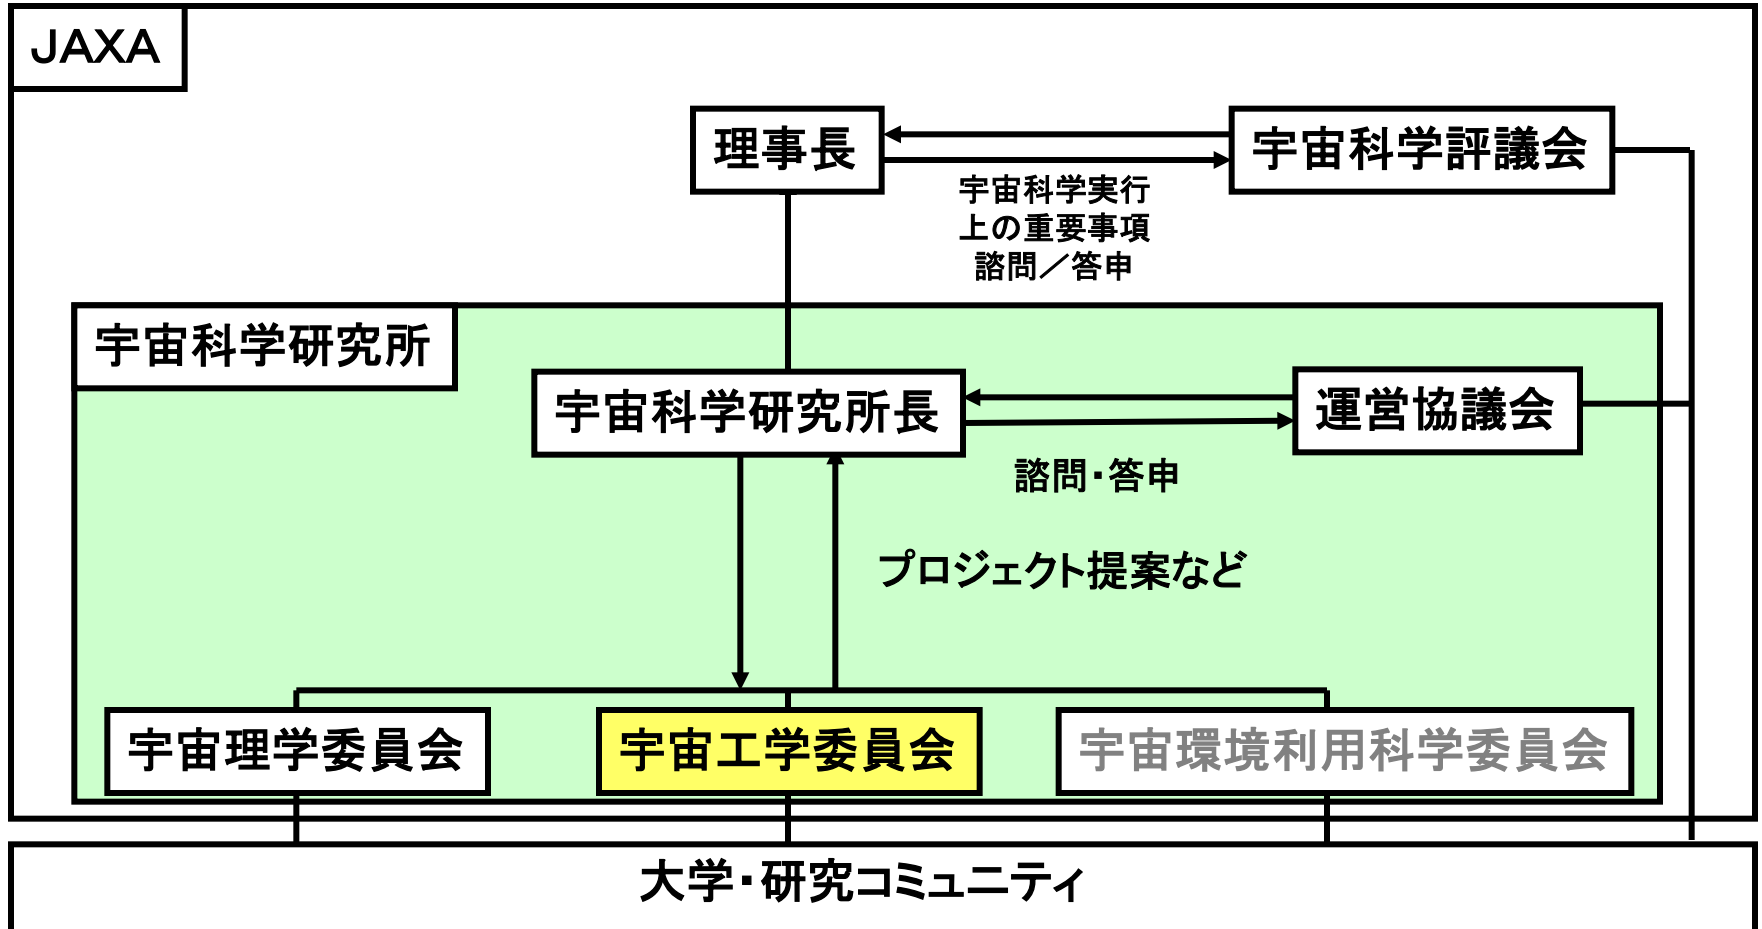 JAXA
理事長
宇宙科学評議会
宇宙科学実行
上の重要事項
諮問／答申
宇宙科学研究所
宇宙科学研究所長
運営協議会
諮問・答申
プロジェクト提案など
宇宙理学委員会
宇宙工学委員会
宇宙環境利用科学委員会
大学・研究コミュニティ